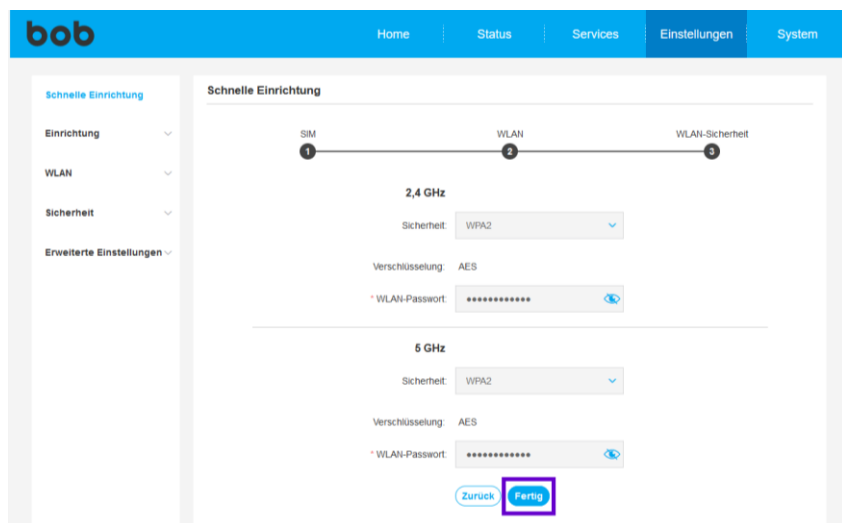 bob
Home Status Services Einstellungen System
Schnelle Einrichtung
Einrichtung
WLAN
Sicherheit
Erweiterte Einstellungen
Schnelle Einrichtung
SIM WLAN WLAN-Sicherheit
1 2 3
2,4 GHz
Sicherheit: WPA2
Verschlüsselung: AES
* WLAN-Passwort: ••••••••••••
5 GHz
Sicherheit: WPA2
Verschlüsselung: AES
* WLAN-Passwort: ••••••••••••
Zurück Fertig